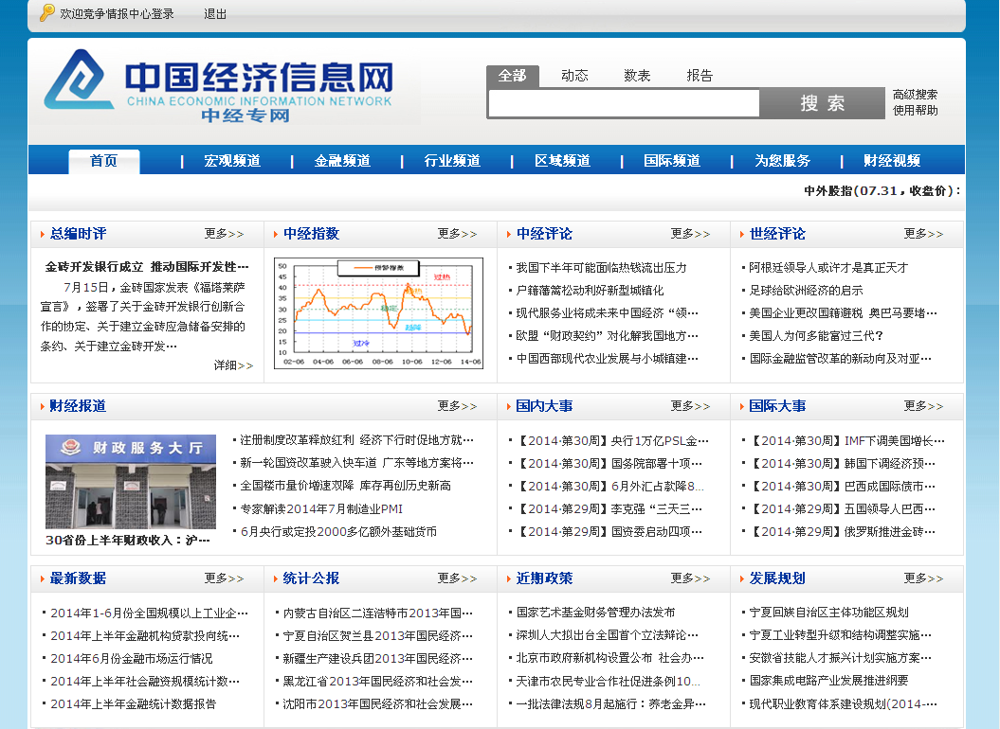 欢迎竞争情报中心登录 退出
中国经济信息网
CHINA ECONOMIC INFORMATION NETWORK
中经专网
全部 动态 数表 报告
搜索
高级搜索
使用帮助
首页 | 宏观频道 | 金融频道 | 行业频道 | 区域频道 | 国际频道 | 为您服务 | 财经视频
中外股指(07.31，收盘价)：
总编时评 更多>>
金砖开发银行成立 推动国际开发性…
7月15日，金砖国家发表《福塔莱萨
宣言》，签署了关于金砖开发银行创新合
作的协定、关于建立金砖应急储备安排的
条约、关于建立金砖开发…
详细>>
中经指数 更多>>
预警指数
过热
趋热
稳定
趋冷
过冷
50
45
40
35
30
25
20
15
10
02-06 04-06 06-06 08-06 10-06 12-06 14-06
中经评论 更多>>
我国下半年可能面临热钱流出压力
户籍藩篱松动利好新型城镇化
现代服务业将成未来中国经济“领…
欧盟“财政契约”对化解我国地方…
中国西部现代农业发展与小城镇建…
世经评论 更多>>
阿根廷领导人或许才是真正天才
足球给欧洲经济的启示
美国企业更改国籍避税 奥巴马要堵…
美国人为何多能富过三代？
国际金融监管改革的新动向及对亚…
财经报道 更多>>
财政服务大厅
30省份上半年财政收入：沪…
注册制度改革释放红利 经济下行时促地方就…
新一轮国资改革驶入快车道 广东等地方案将…
全国楼市量价增速双降 库存再创历史新高
专家解读2014年7月制造业PMI
6月央行或定投2000多亿额外基础货币
国内大事 更多>>
【2014·第30周】央行1万亿PSL金…
【2014·第30周】国务院部署十项…
【2014·第30周】6月外汇占款降8...
【2014·第29周】李克强“三天三…
【2014·第29周】国资委启动四项…
国际大事 更多>>
【2014·第30周】IMF下调美国增长…
【2014·第30周】韩国下调经济预…
【2014·第30周】巴西成国际债市…
【2014·第29周】五国领导人巴西…
【2014·第29周】俄罗斯推进金砖…
最新数据 更多>>
2014年1-6月份全国规模以上工业企…
2014年上半年金融机构贷款投向统…
2014年6月份金融市场运行情况
2014年上半年社会融资规模统计数…
2014年上半年金融统计数据报告
统计公报 更多>>
内蒙古自治区二连浩特市2013年国…
宁夏自治区贺兰县2013年国民经济…
新疆生产建设兵团2013年国民经济…
黑龙江省2013年国民经济和社会发…
沈阳市2013年国民经济和社会发展…
近期政策 更多>>
国家艺术基金财务管理办法发布
深圳人大拟出台全国首个立法辩论…
北京市政府新机构设置公布 社会办…
天津市农民专业合作社促进条例10...
一批法律法规8月起施行：养老金异…
发展规划 更多>>
宁夏回族自治区主体功能区规划
宁夏工业转型升级和结构调整实施…
安徽省技能人才振兴计划实施方案…
国家集成电路产业发展推进纲要
现代职业教育体系建设规划(2014-…